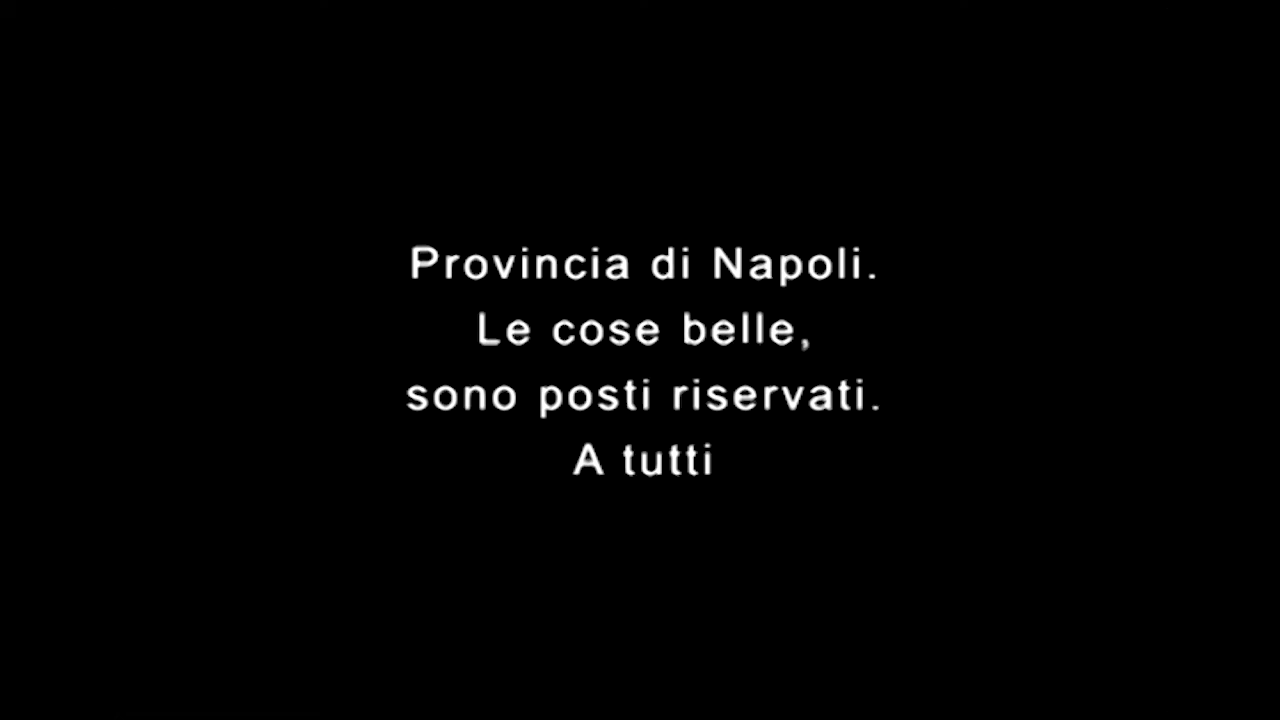 Provincia di Napoli.
Le cose belle,
sono posti riservati.
A tutti